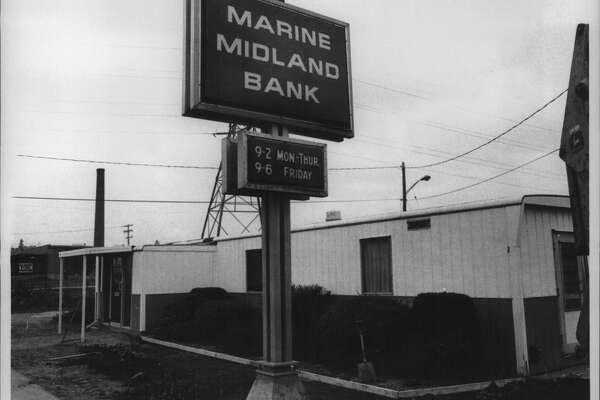 MARINE
MIDLAND
BANK
9-2 MON.-THUR.
9-6 FRIDAY